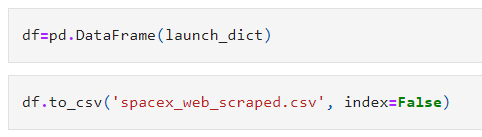 df=pd.DataFrame(launch_dict)
df.to_csv('spacex_web_scraped.csv', index=False)